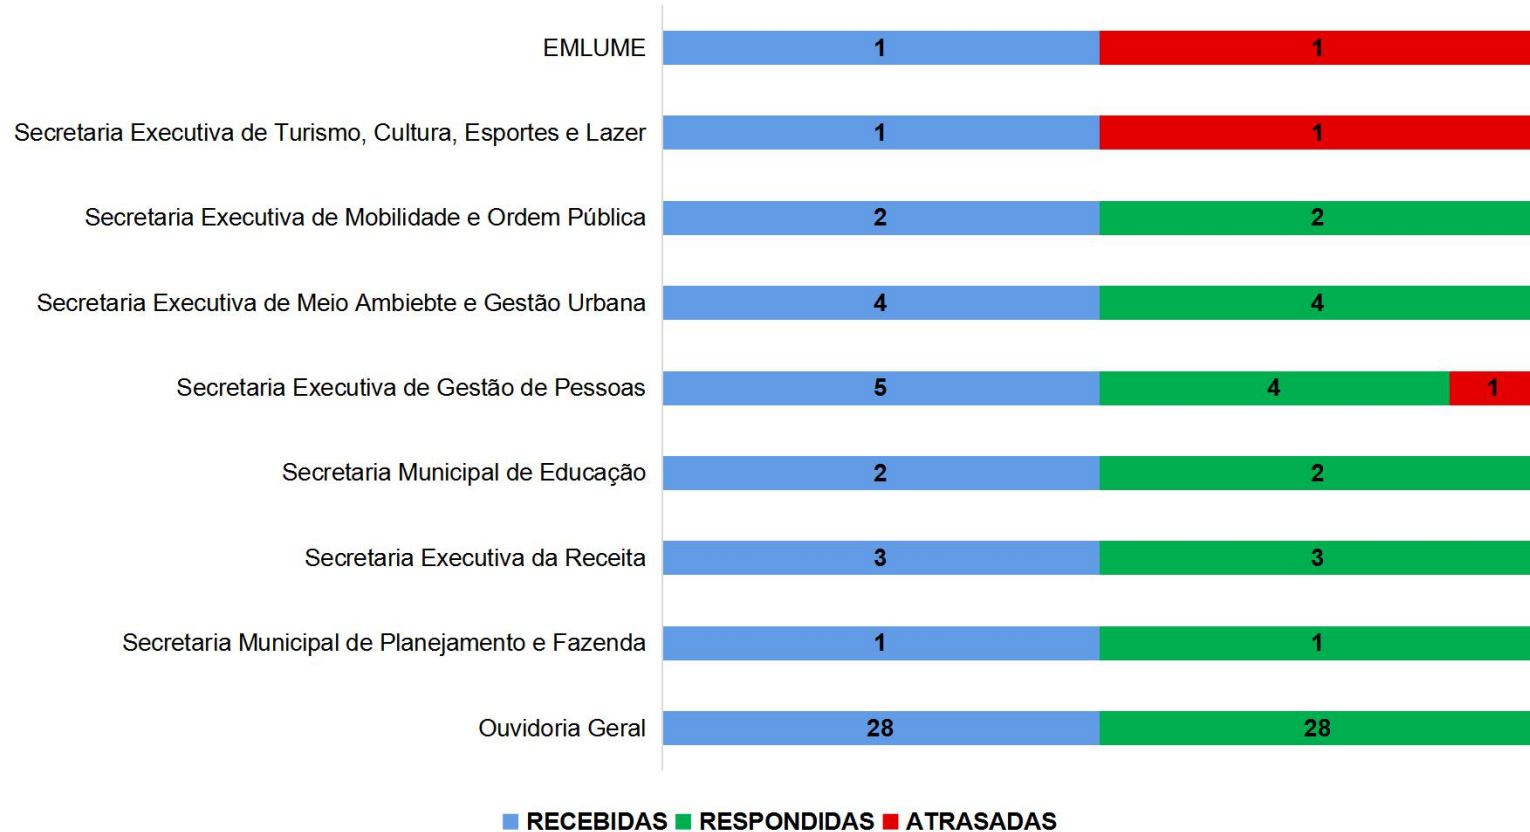 EMLUME 1 1
Secretaria Executiva de Turismo, Cultura, Esportes e Lazer 1 1
Secretaria Executiva de Mobilidade e Ordem Pública 2 2
Secretaria Executiva de Meio Ambiebte e Gestão Urbana 4 4
Secretaria Executiva de Gestão de Pessoas 5 4 1
Secretaria Municipal de Educação 2 2
Secretaria Executiva da Receita 3 3
Secretaria Municipal de Planejamento e Fazenda 1 1
Ouvidoria Geral 28 28
RECEBIDAS RESPONDIDAS ATRASADAS